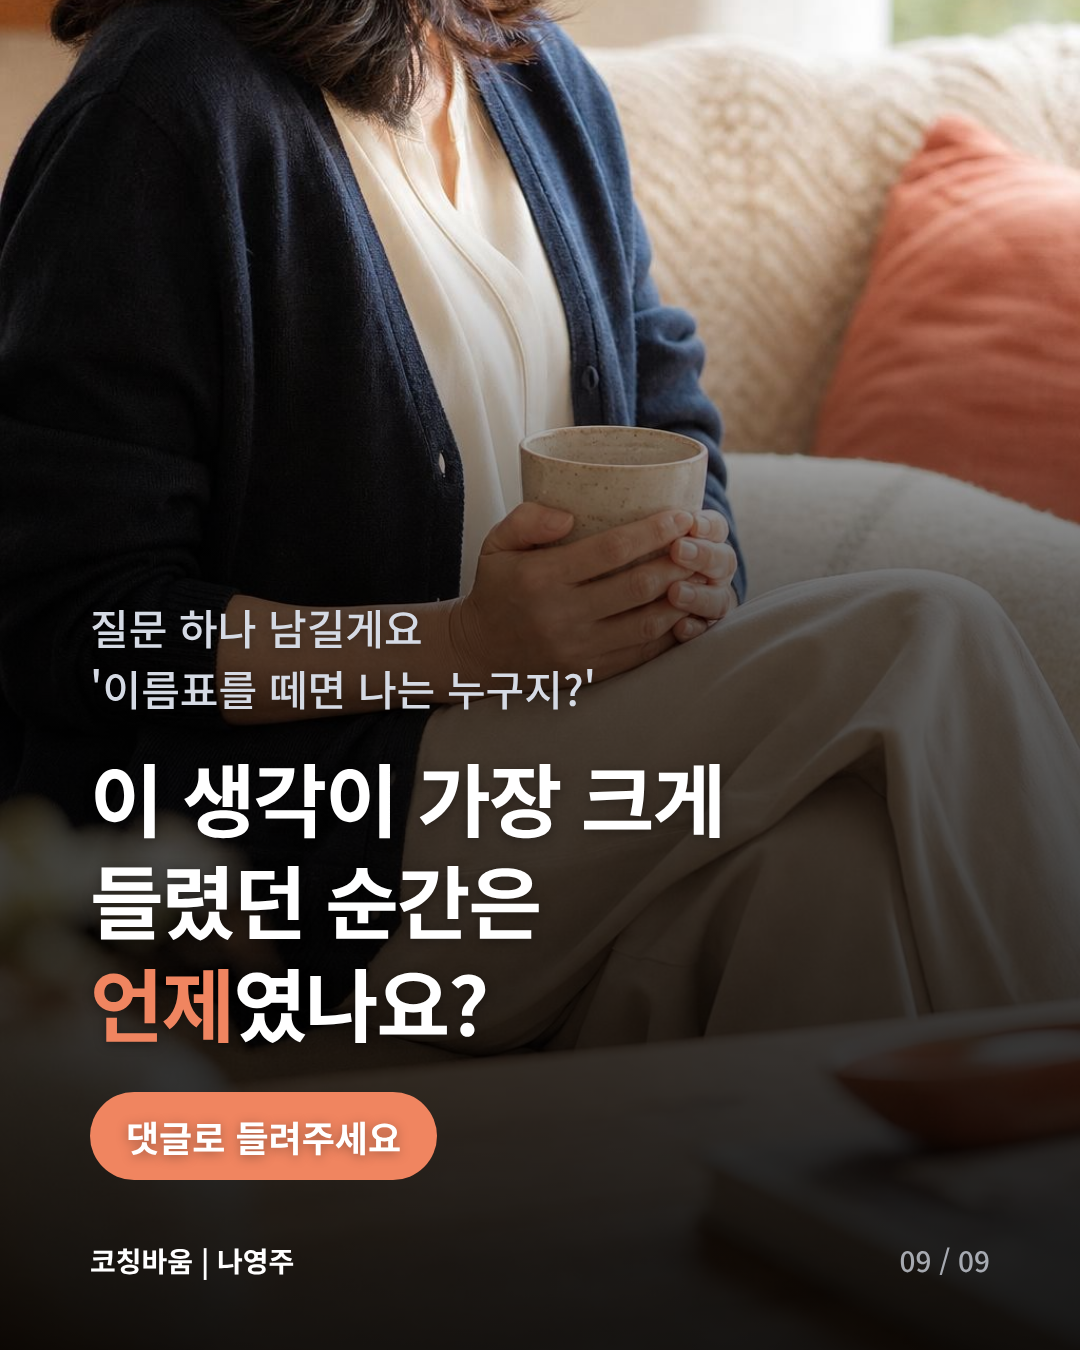 질문 하나 남길게요
'이름표를 떼면 나는 누구지?'
이 생각이 가장 크게
들렸던 순간은
언제였나요?
댓글로 들려주세요
코칭바움 | 나영주
09 / 09